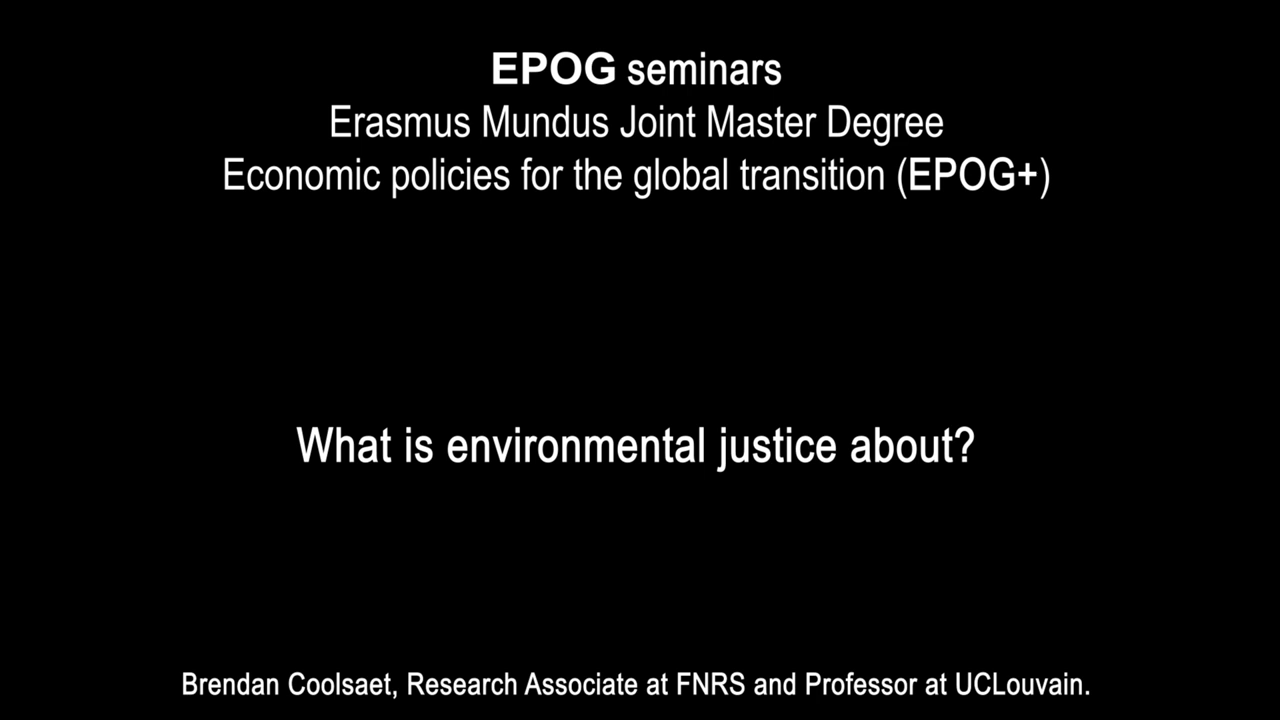 EPOG seminars
Erasmus Mundus Joint Master Degree
Economic policies for the global transition (EPOG+)
What is environmental justice about?
Brendan Coolsaet, Research Associate at FNRS and Professor at UCLouvain.